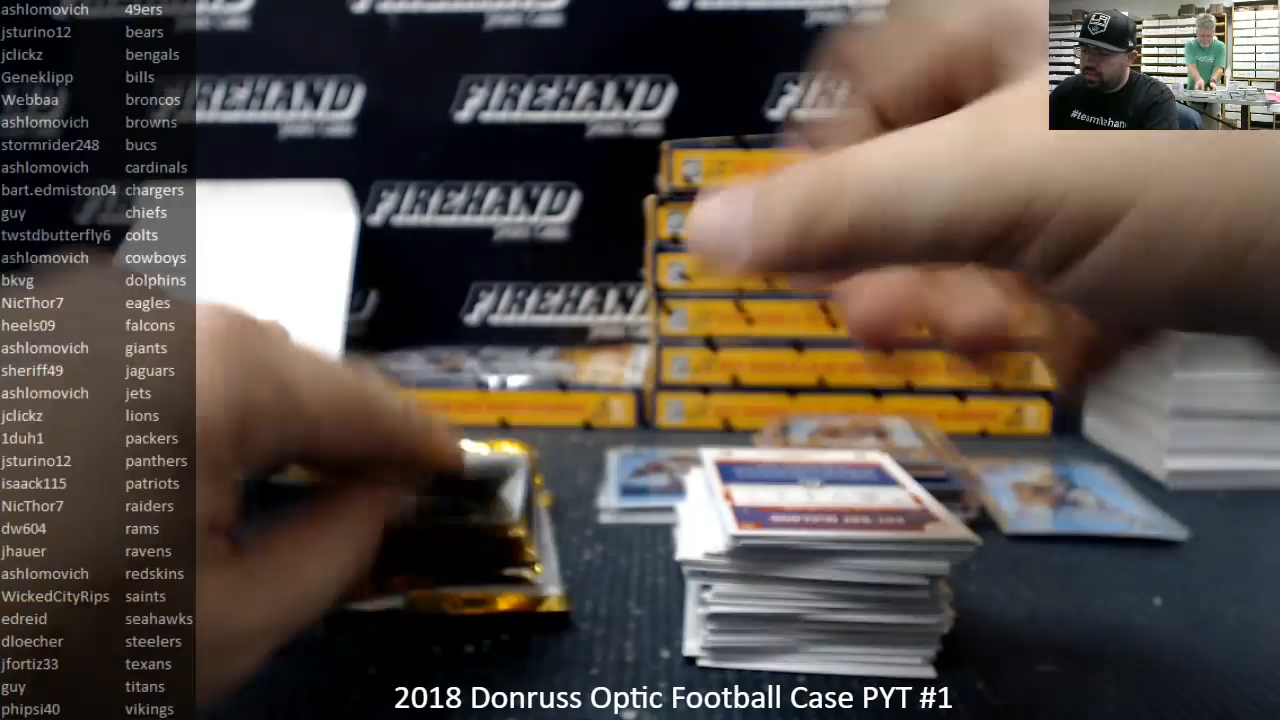 ashlomovich 49ers
jsturino12 bears
jclickz bengals
Geneklipp bills
Webbaa broncos
ashlomovich browns
stormrider248 bucs
ashlomovich cardinals
bart.edmiston04 chargers
guy chiefs
twstdbutterfly6 colts
ashlomovich cowboys
bkvg dolphins
NicThor7 eagles
heels09 falcons
ashlomovich giants
sheriff49 jaguars
ashlomovich jets
jclickz lions
1duh1 packers
jsturino12 panthers
isaack115 patriots
NicThor7 raiders
dw604 rams
jhauer ravens
ashlomovich redskins
WickedCityRips saints
edreid seahawks
dloecher steelers
jfortiz33 texans
guy titans
phipsi40 vikings
FIREHAND
FIREHAND
FIREHAND
FIREHAND
2018 Donruss Optic Football Case PYT #1